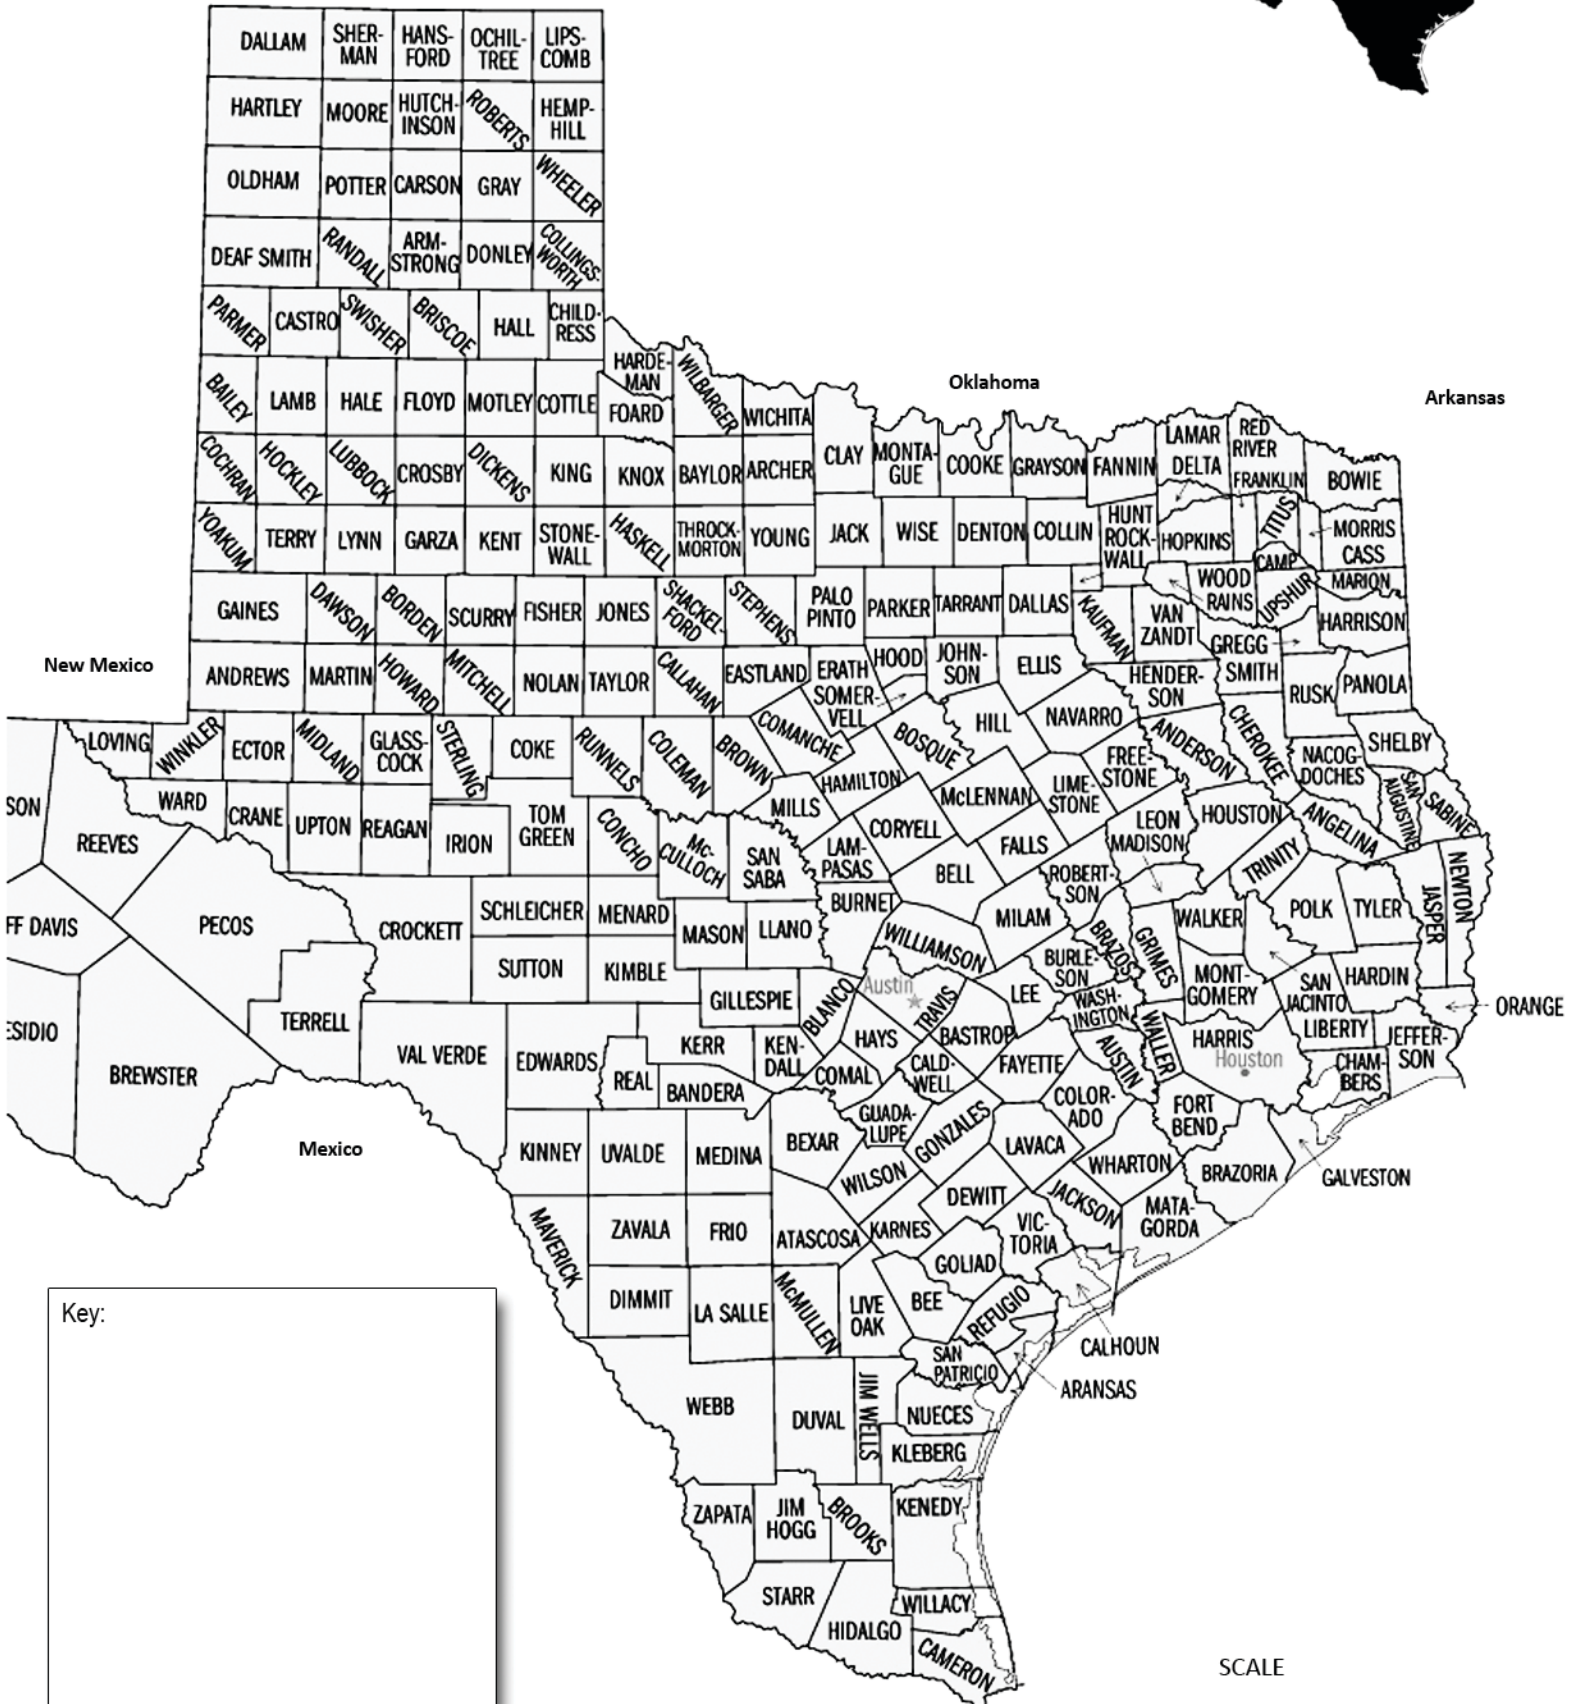 DALLAM
SHER-
MAN
HANS-
FORD
OCHIL-
TREE
LIPS-
COMB
HARTLEY
MOORE
HUTCH-
INSON
ROBERTS
HEMP-
HILL
OLDHAM
POTTER
CARSON
GRAY
WHEELER
DEAF SMITH
RANDALL
ARM-
STRONG
DONLEY
COLLINGS-
WORTH
PARMER
CASTRO
SWISHER
BRISCOE
HALL
CHILD-
RESS
HARDE-
MAN
WILBARGER
Oklahoma
Arkansas
BAILEY
LAMB
HALE
FLOYD
MOTLEY
COTTLE
FOARD
WICHITA
COCHRAN
HOCKLEY
LUBBOCK
CROSBY
DICKENS
KING
KNOX
BAYLOR
ARCHER
CLAY
MONTA-
GUE
COOKE
GRAYSON
FANNIN
LAMAR
DELTA
RED
RIVER
FRANKLIN
BOWIE
YOAKUM
TERRY
LYNN
GARZA
KENT
STONE-
WALL
HASKELL
THROCK-
MORTON
YOUNG
JACK
WISE
DENTON
COLLIN
HUNT
ROCK-
WALL
HOPKINS
TITUS
CAMP
MORRIS
CASS
GAINES
DAWSON
BORDEN
SCURRY
FISHER
JONES
SHACKEL-
FORD
STEPHENS
PALO
PINTO
PARKER
TARRANT
DALLAS
KAUFMAN
VAN
ZANDT
WOOD
RAINS
UPSHUR
MARION
HARRISON
GREGG
SMITH
New Mexico
ANDREWS
MARTIN
HOWARD
MITCHELL
NOLAN
TAYLOR
CALLAHAN
EASTLAND
ERATH
SOMER-
VELL
HOOD
JOHN-
SON
ELLIS
HENDER-
SON
RUSK
PANOLA
LOVING
WINKLER
ECTOR
MIDLAND
GLASS-
COCK
STERLING
COKE
RUNNELS
COLEMAN
BROWN
COMANCHE
BOSQUE
HILL
NAVARRO
ANDERSON
CHEROKEE
NACOG-
DOCHES
SHELBY
SON
REEVES
WARD
CRANE
UPTON
REAGAN
IRION
TOM
GREEN
CONCHO
MC-
CULLOCH
SAN
SABA
MILLS
HAMILTON
McLENNAN
LIME-
STONE
FREE-
STONE
LEON
MADISON
HOUSTON
ANGELINA
SAN
AUGUSTINE
SABINE
LAM-
PASAS
CORYELL
BELL
FALLS
ROBERT-
SON
TRINITY
FF DAVIS
PECOS
CROCKETT
SCHLEICHER
MENARD
MASON
LLANO
BURNET
WILLIAMSON
MILAM
BRAZOS
GRIMES
WALKER
POLK
TYLER
JASPER
NEWTON
SUTTON
KIMBLE
GILLESPIE
BLANCO
Austin
TRAVIS
LEE
BURLE-
SON
WASH-
INGTON
MONT-
GOMERY
SAN
JACINTO
HARDIN
ORANGE
ESIDIO
BREWSTER
TERRELL
VAL VERDE
EDWARDS
REAL
KERR
BANDERA
KEN-
DALL
HAYS
COMAL
CALD-
WELL
BASTROP
FAYETTE
AUSTIN
WALLER
HARRIS
Houston
LIBERTY
CHAM-
BERS
JEFFER-
SON
Mexico
KINNEY
UVALDE
MEDINA
BEXAR
GUADA-
LUPE
GONZALES
LAVACA
COLOR-
ADO
WHARTON
FORT
BEND
BRAZORIA
GALVESTON
WILSON
DEWITT
JACKSON
MATA-
GORDA
MAVERICK
ZAVALA
FRIO
ATASCOSA
KARNES
GOLIAD
VIC-
TORIA
DIMMIT
LA SALLE
McMULLEN
LIVE
OAK
BEE
REFUGIO
CALHOUN
SAN
PATRICIO
ARANSAS
Key:
WEBB
DUVAL
JIM WELLS
NUECES
KLEBERG
ZAPATA
JIM
HOGG
BROOKS
KENEDY
STARR
HIDALGO
WILLACY
CAMERON
SCALE